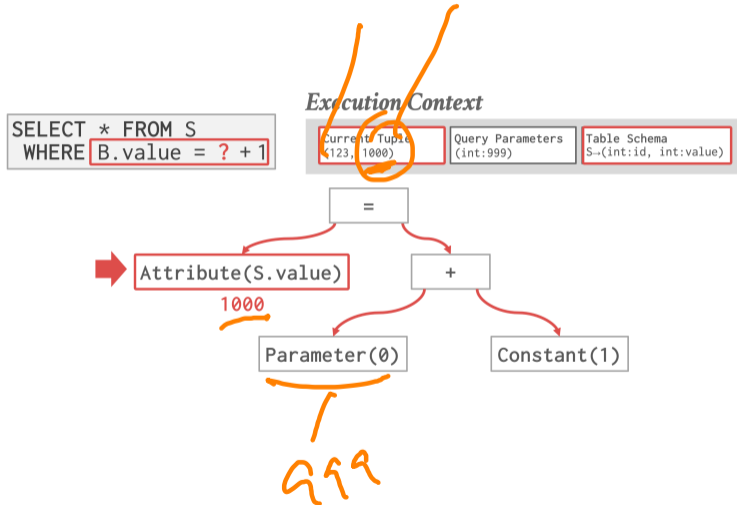 Execution Context
SELECT * FROM S
WHERE B.value = ? + 1
Current Tuple
(123, 1000)
Query Parameters
(int:999)
Table Schema
S→(int:id, int:value)
=
Attribute(S.value)
1000
+
Parameter(0)
Constant(1)
999